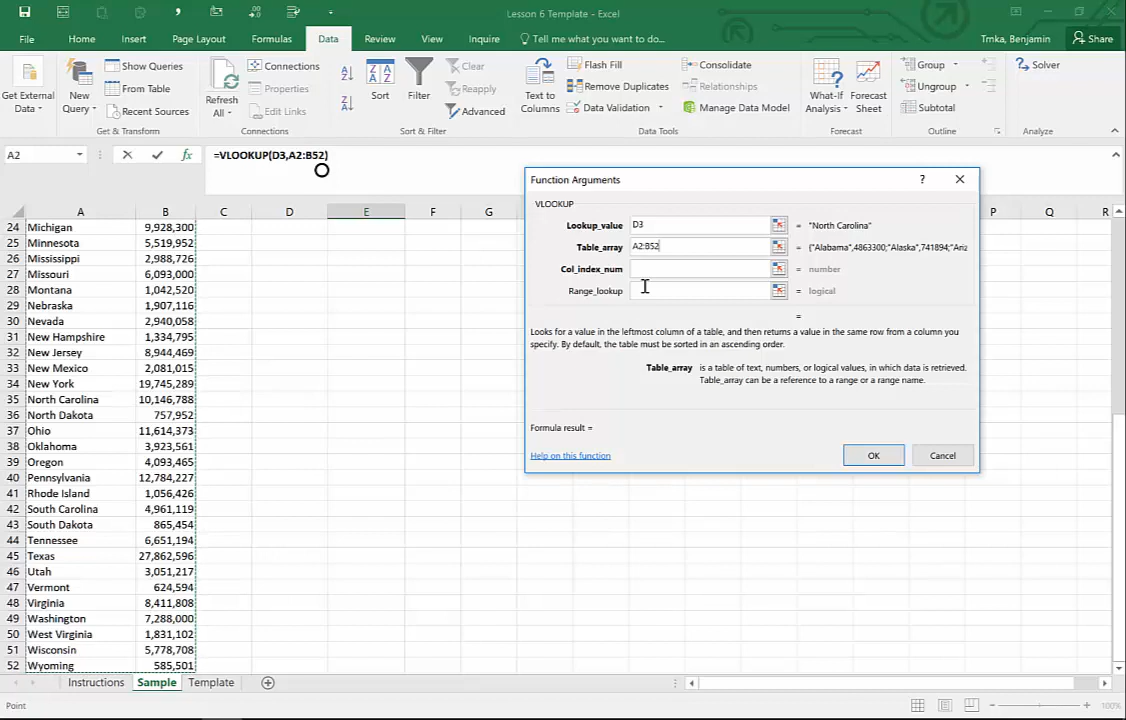 Lesson 6 Template - Excel
File Home Insert Page Layout Formulas Data Review View Inquire Tell me what you want to do... Trnka, Benjamin Share
Get External Data
New Query
Show Queries
From Table
Recent Sources
Get & Transform
Refresh All
Connections
Properties
Edit Links
Connections
Sort
Filter
Clear
Reapply
Advanced
Sort & Filter
Text to Columns
Flash Fill
Remove Duplicates
Data Validation
Consolidate
Relationships
Manage Data Model
Data Tools
What-If Analysis
Forecast Sheet
Forecast
Group
Ungroup
Subtotal
Outline
Solver
Analyze
A2 fx =VLOOKUP(D3,A2:B52)
A B C D E F G P Q R
24 Michigan 9,928,300
25 Minnesota 5,519,952
26 Mississippi 2,988,726
27 Missouri 6,093,000
28 Montana 1,042,520
29 Nebraska 1,907,116
30 Nevada 2,940,058
31 New Hampshire 1,334,795
32 New Jersey 8,944,469
33 New Mexico 2,081,015
34 New York 19,745,289
35 North Carolina 10,146,788
36 North Dakota 757,952
37 Ohio 11,614,373
38 Oklahoma 3,923,561
39 Oregon 4,093,465
40 Pennsylvania 12,784,227
41 Rhode Island 1,056,426
42 South Carolina 4,961,119
43 South Dakota 865,454
44 Tennessee 6,651,194
45 Texas 27,862,596
46 Utah 3,051,217
47 Vermont 624,594
48 Virginia 8,411,808
49 Washington 7,288,000
50 West Virginia 1,831,102
51 Wisconsin 5,778,708
52 Wyoming 585,501
Function Arguments ?
VLOOKUP
Lookup_value D3 = "North Carolina"
Table_array A2:B52 = {"Alabama",4863300;"Alaska",741894;"Ariz
Col_index_num = number
Range_lookup = logical
=
Looks for a value in the leftmost column of a table, and then returns a value in the same row from a column you
specify. By default, the table must be sorted in an ascending order.
Table_array is a table of text, numbers, or logical values, in which data is retrieved.
Table_array can be a reference to a range or a range name.
Formula result =
Help on this function OK Cancel
Instructions Sample Template
Point 100%